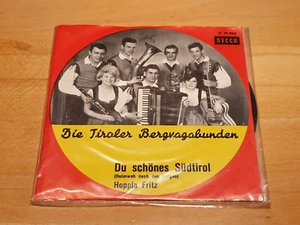 DECCA
Die Tiroler Bergvagabunden
Du schönes Südtirol
(Heimweh nach den Bergen)
Hoppla Fritz